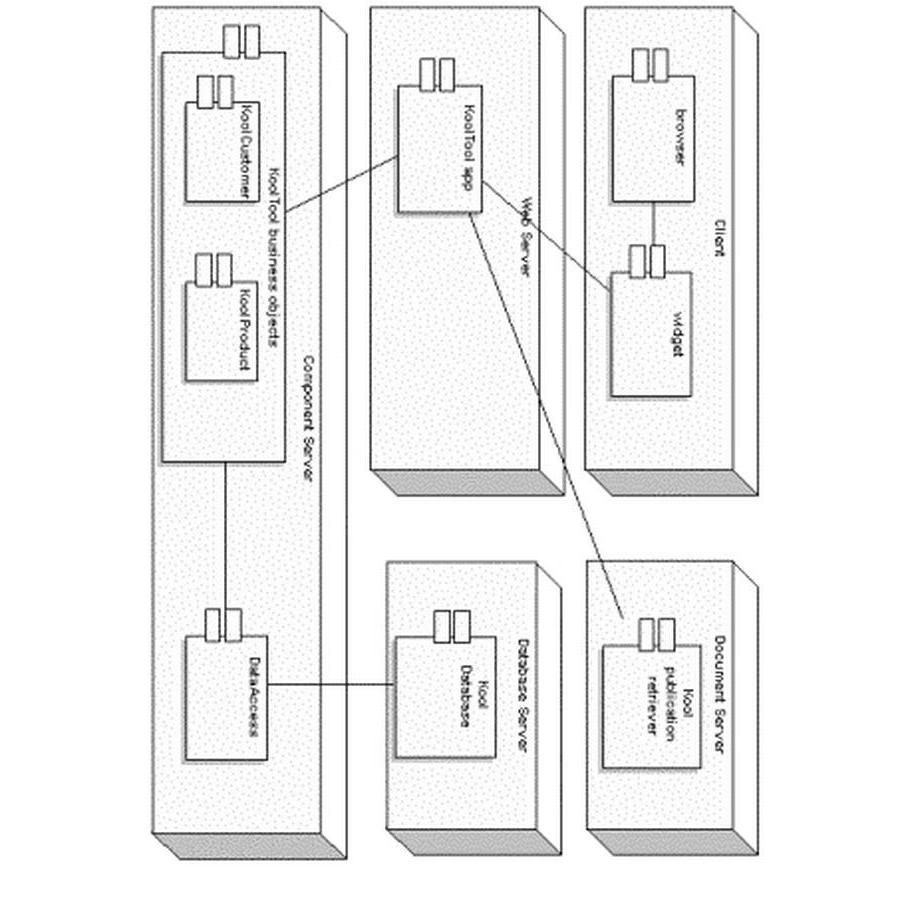 Client
browser
widget
Document Server
Kool
publication
retriever
Web Server
KoolTool app
Database Server
Kool
Database
Component Server
KoolTool business objects
KoolCustomer
KoolProduct
DataAccess